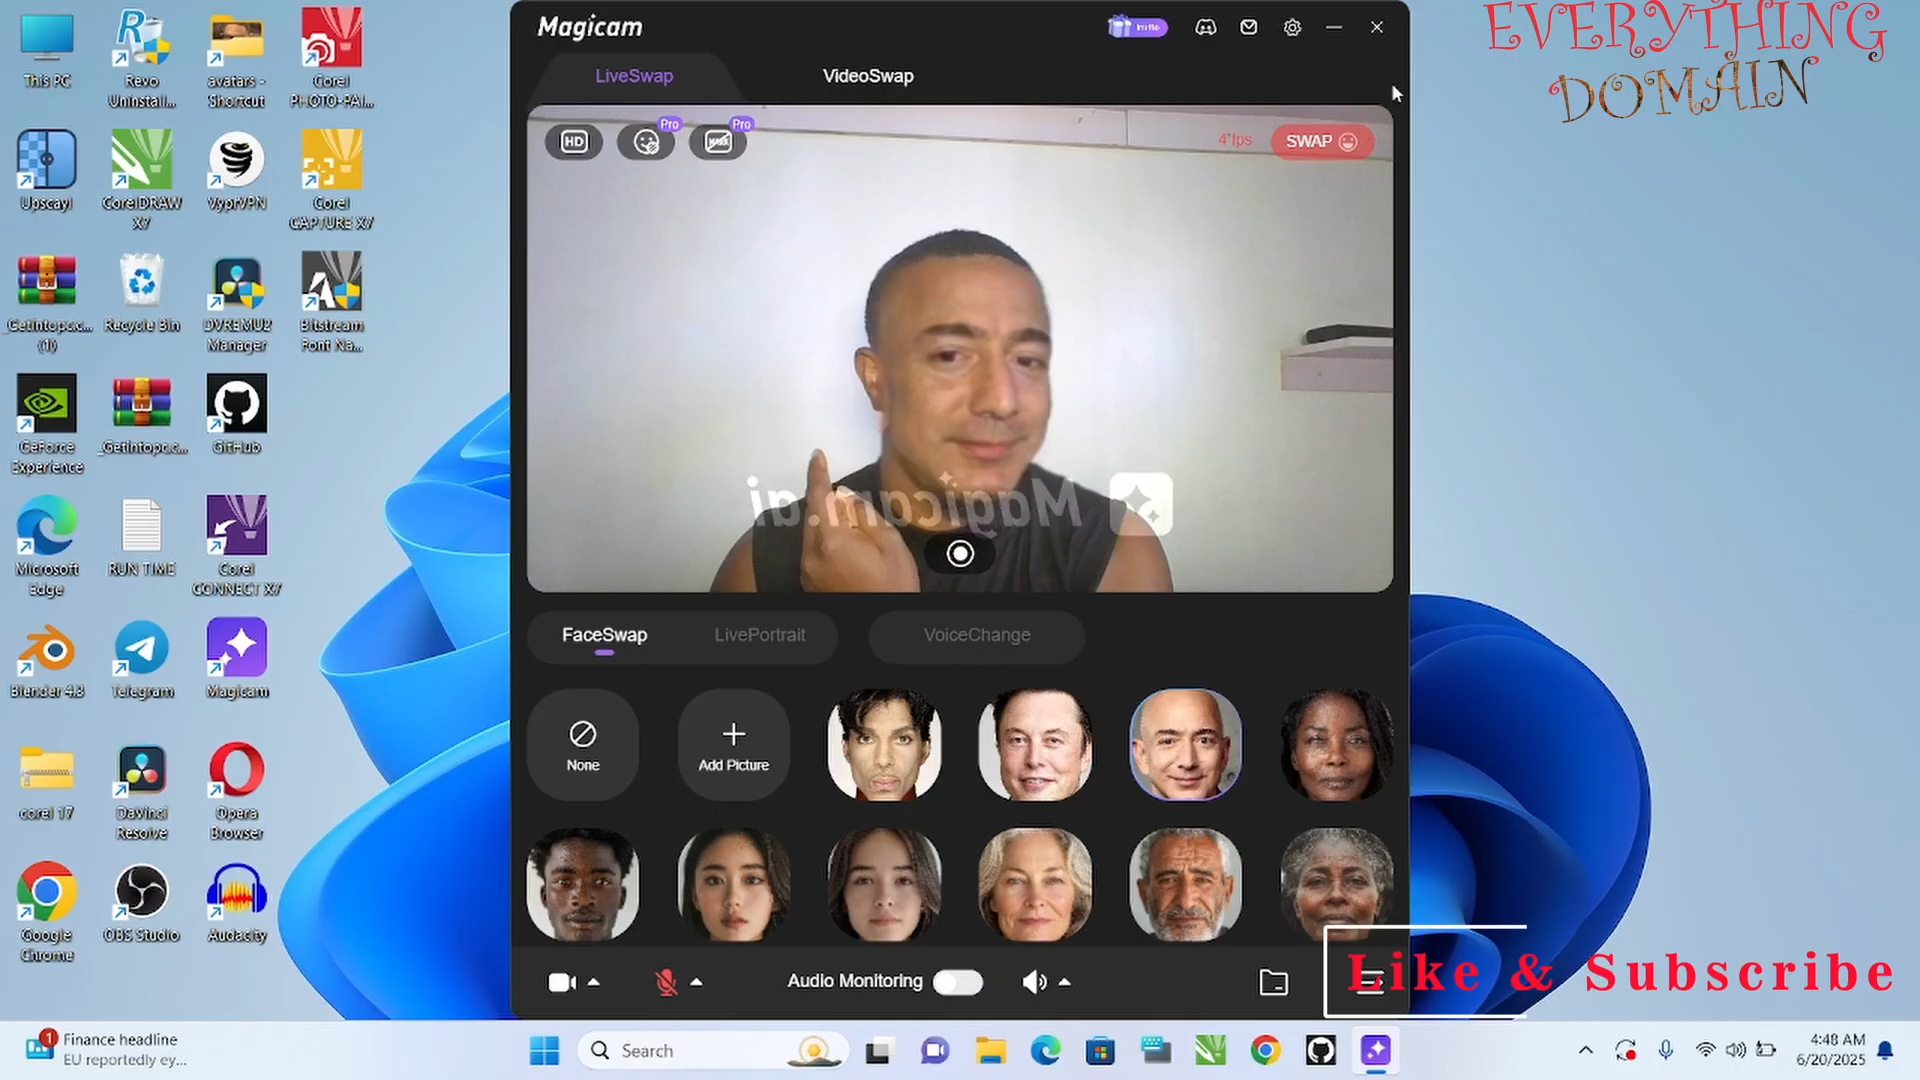 This PC
Revo
Uninstall...
avatars -
Shortcut
Corel
PHOTO-PAI...
Upscayl
CorelDRAW
X7
VyprVPN
Corel
CAPTURE X7
_Getintopc.c...
(1)
Recycle Bin
DVREMU2
Manager
Bitstream
Font Na...
GeForce
Experience
_Getintopc.c...
GitHub
Microsoft
Edge
RUN TIME
Corel
CONNECT X7
Blender 4.3
Telegram
Magicam
corel 17
DaVinci
Resolve
Opera
Browser
Google
Chrome
OBS Studio
Audacity
Magicam
Invite
LiveSwap
VideoSwap
HD
Pro
Pro
SWAP
Magicam.ai
FaceSwap
LivePortrait
VoiceChange
None
Add Picture
Audio Monitoring
EVERYTHING
DOMAIN
Like & Subscribe
1
Finance headline
EU reportedly ey...
Search
4:48 AM
6/20/2025